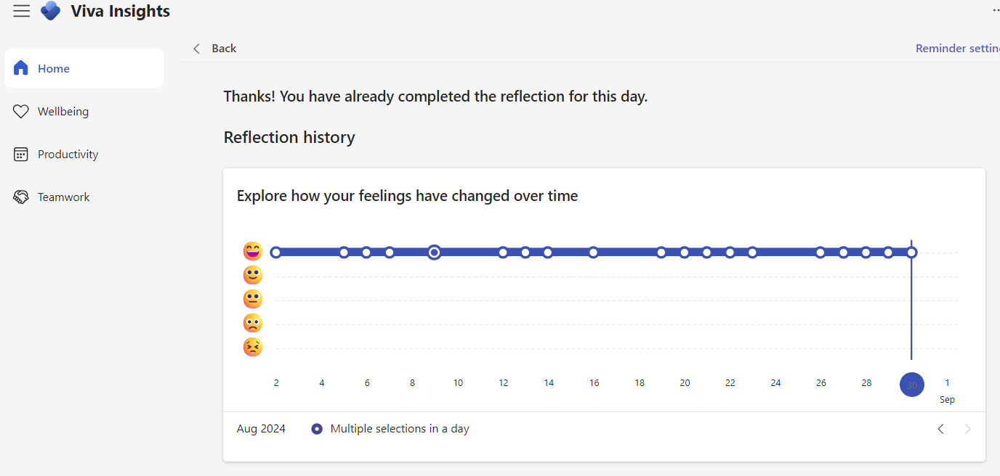 Viva Insights
Back
Reminder settin
Home
Wellbeing
Productivity
Teamwork
Thanks! You have already completed the reflection for this day.
Reflection history
Explore how your feelings have changed over time
2 4 6 8 10 12 14 16 18 20 22 24 26 28 30 1
Sep
Aug 2024 Multiple selections in a day